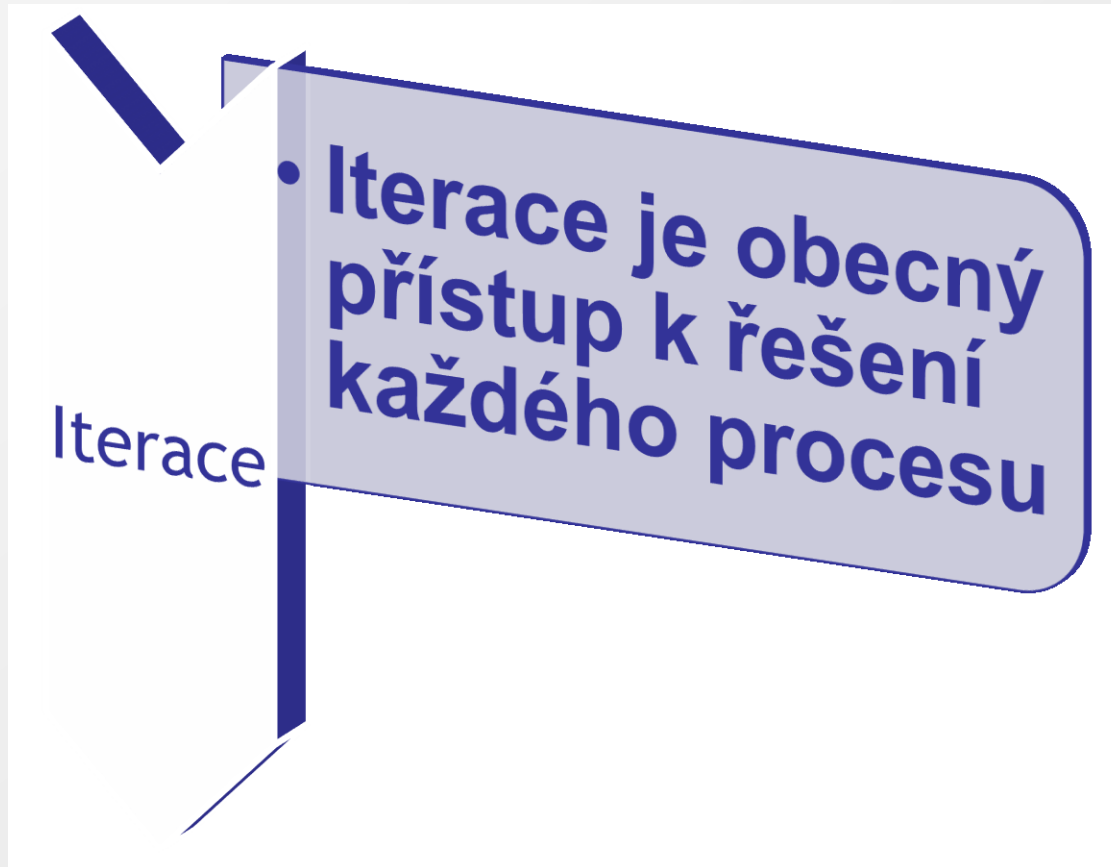 Iterace
• Iterace je obecný
přístup k řešení
každého procesu